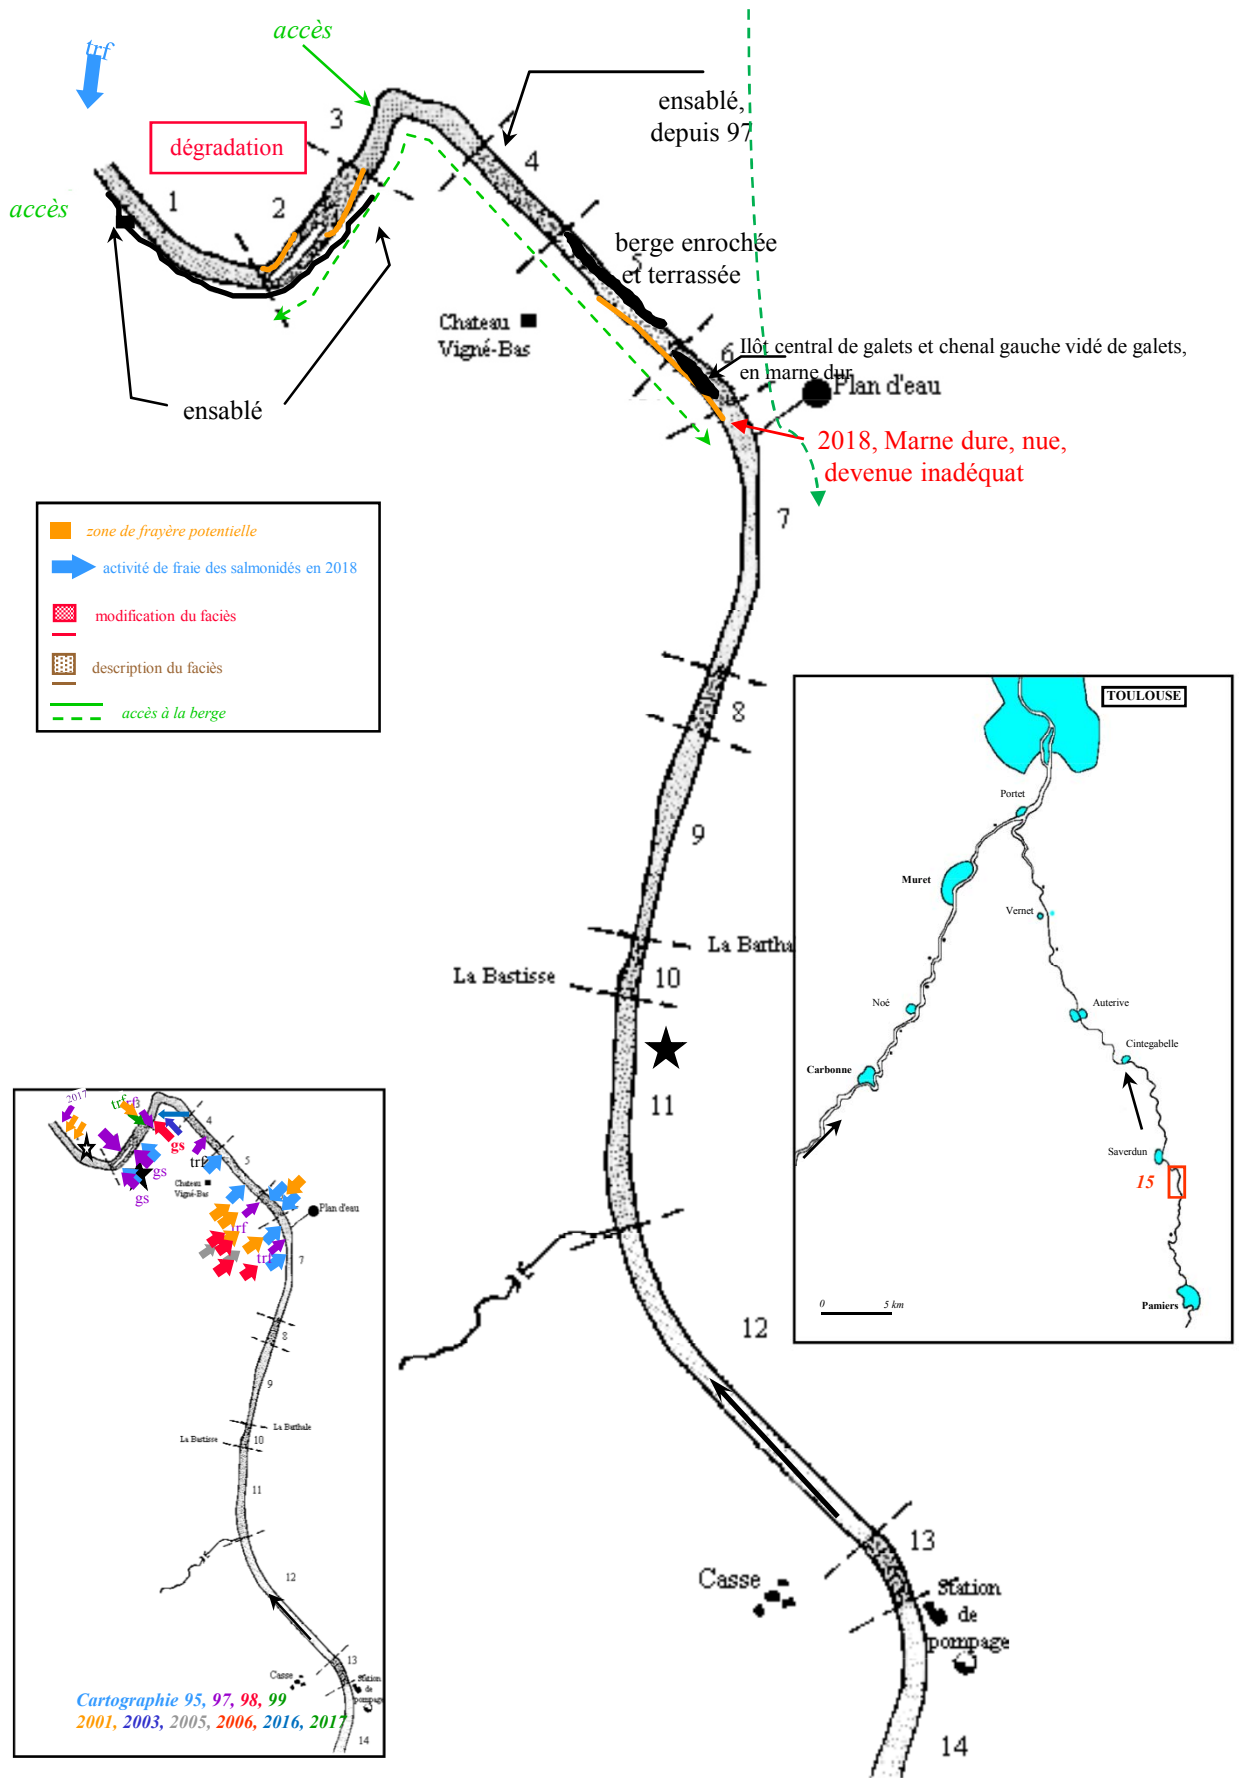 accès
trf
ensablé,
depuis 97
3
dégradation
4
1
accès
2
berge enrochée
5
et terrassée
Chateau
Vigné-Bas
6
Ilôt central de galets et chenal gauche vidé de galets,
en marne dur
Plan d'eau
ensablé
2018, Marne dure, nue,
devenue inadéquat
7
zone de frayère potentielle
activité de fraie des salmonidés en 2018
modification du faciès
description du faciès
accès à la berge
8
9
La Bartha
La Bastisse
10
11
12
13
Casse
Station
de
pompage
14
TOULOUSE
Portet
Muret
Vernet
Noé
Auterive
Cintegabelle
Carbonne
Saverdun
15
Pamiers
0 5 km
2017
trf
4
gs
trf
5
gs
gs
Chateau
Vigné-Bas
Plan d'eau
trf
trf
7
8
9
La Barthale
La Bastisse
10
11
12
13
Casse
Station
de
pompage
Cartographie 95, 97, 98, 99
2001, 2003, 2005, 2006, 2016, 2017
14